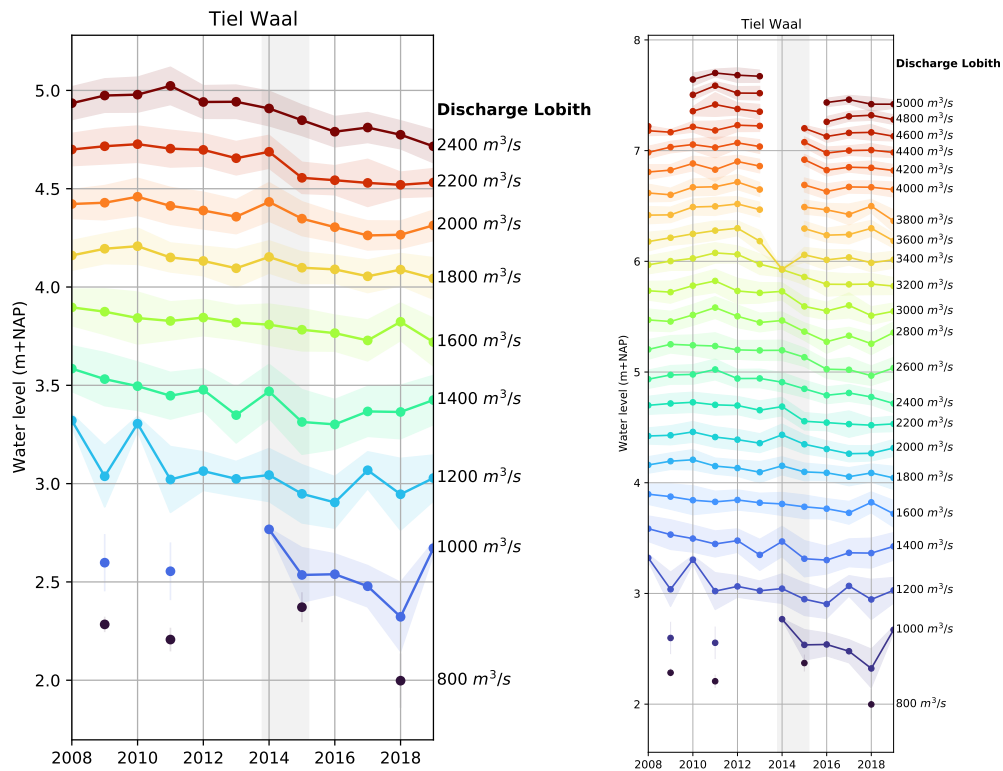 Tiel Waal
Water level (m+NAP)
5.0
4.5
4.0
3.5
3.0
2.5
2.0
2008
2010
2012
2014
2016
2018
Discharge Lobith
2400 m³/s
2200 m³/s
2000 m³/s
1800 m³/s
1600 m³/s
1400 m³/s
1200 m³/s
1000 m³/s
800 m³/s
Tiel Waal
Water level (m+NAP)
8
7
6
5
4
3
2
2008
2010
2012
2014
2016
2018
Discharge Lobith
5000 m³/s
4800 m³/s
4600 m³/s
4400 m³/s
4200 m³/s
4000 m³/s
3800 m³/s
3600 m³/s
3400 m³/s
3200 m³/s
3000 m³/s
2800 m³/s
2600 m³/s
2400 m³/s
2200 m³/s
2000 m³/s
1800 m³/s
1600 m³/s
1400 m³/s
1200 m³/s
1000 m³/s
800 m³/s